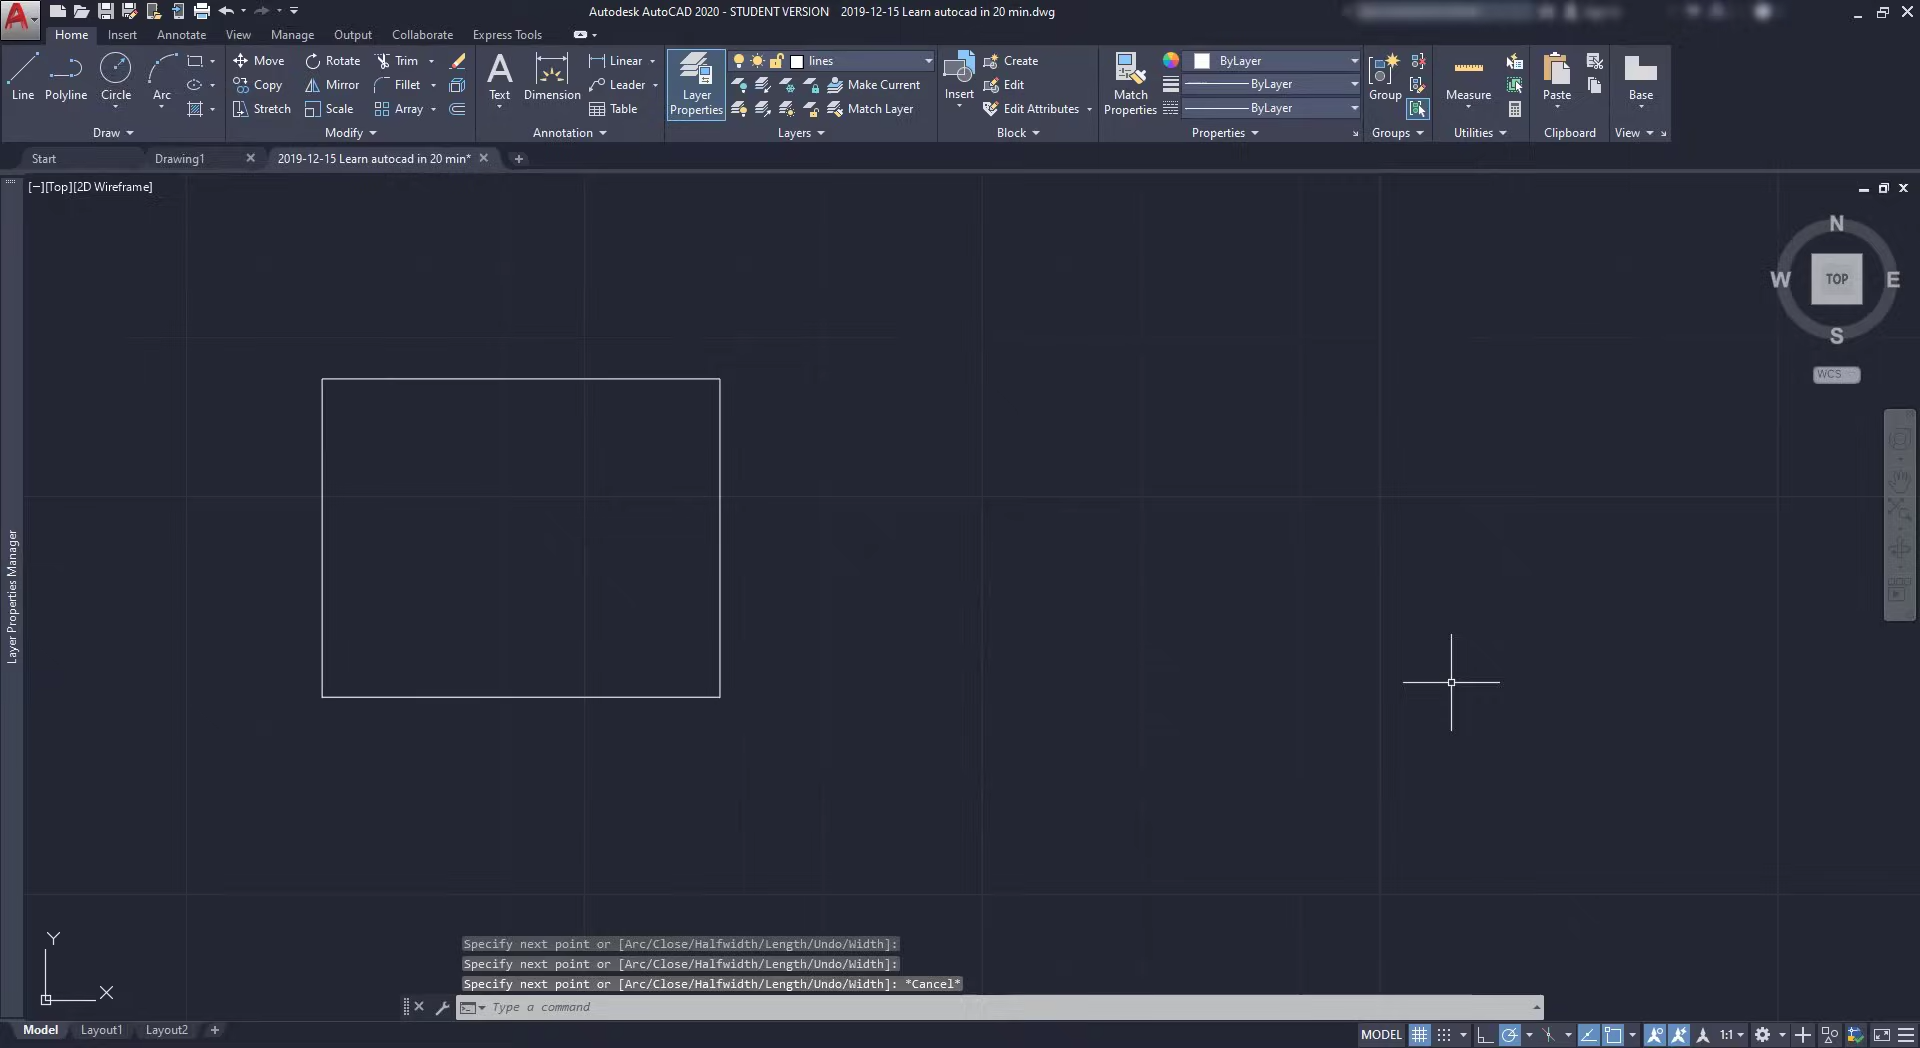 A
Autodesk AutoCAD 2020 - STUDENT VERSION 2019-12-15 Learn autocad in 20 min.dwg
Home Insert Annotate View Manage Output Collaborate Express Tools
Line Polyline Circle Arc
Move Rotate Trim
Copy Mirror Fillet
Stretch Scale Array
A Text Dimension
Linear
Leader
Table
Layer Properties
lines
Make Current
Match Layer
Insert
Create
Edit
Edit Attributes
Match Properties
ByLayer
ByLayer
ByLayer
Group Measure Paste Base
Draw Modify Annotation Layers Block Properties Groups Utilities Clipboard View
Start Drawing1 2019-12-15 Learn autocad in 20 min*
[−][Top][2D Wireframe]
N
W TOP E
S
WCS
Layer Properties Manager
Y
X
Specify next point or [Arc/Close/Halfwidth/Length/Undo/Width]:
Specify next point or [Arc/Close/Halfwidth/Length/Undo/Width]:
Specify next point or [Arc/Close/Halfwidth/Length/Undo/Width]: *Cancel*
Type a command
Model Layout1 Layout2 +
MODEL 1:1